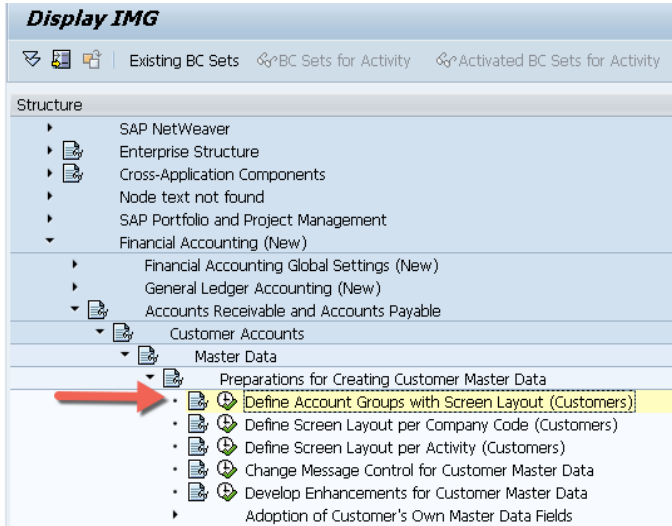 Display IMG
Existing BC Sets BC Sets for Activity Activated BC Sets for Activity
Structure
SAP NetWeaver
Enterprise Structure
Cross-Application Components
Node text not found
SAP Portfolio and Project Management
Financial Accounting (New)
Financial Accounting Global Settings (New)
General Ledger Accounting (New)
Accounts Receivable and Accounts Payable
Customer Accounts
Master Data
Preparations for Creating Customer Master Data
Define Account Groups with Screen Layout (Customers)
Define Screen Layout per Company Code (Customers)
Define Screen Layout per Activity (Customers)
Change Message Control for Customer Master Data
Develop Enhancements for Customer Master Data
Adoption of Customer's Own Master Data Fields